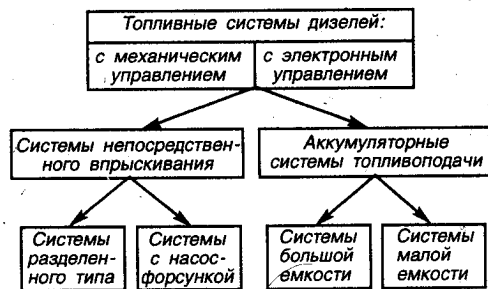 Топливные системы дизелей:
с механическим управлением
с электронным управлением
Системы непосредствен-
ного впрыскивания
Аккумуляторные
системы топливоподачи
Системы
разделен-
ного типа
Системы
с насос-
форсункой
Системы
большой
емкости
Системы
малой
емкости